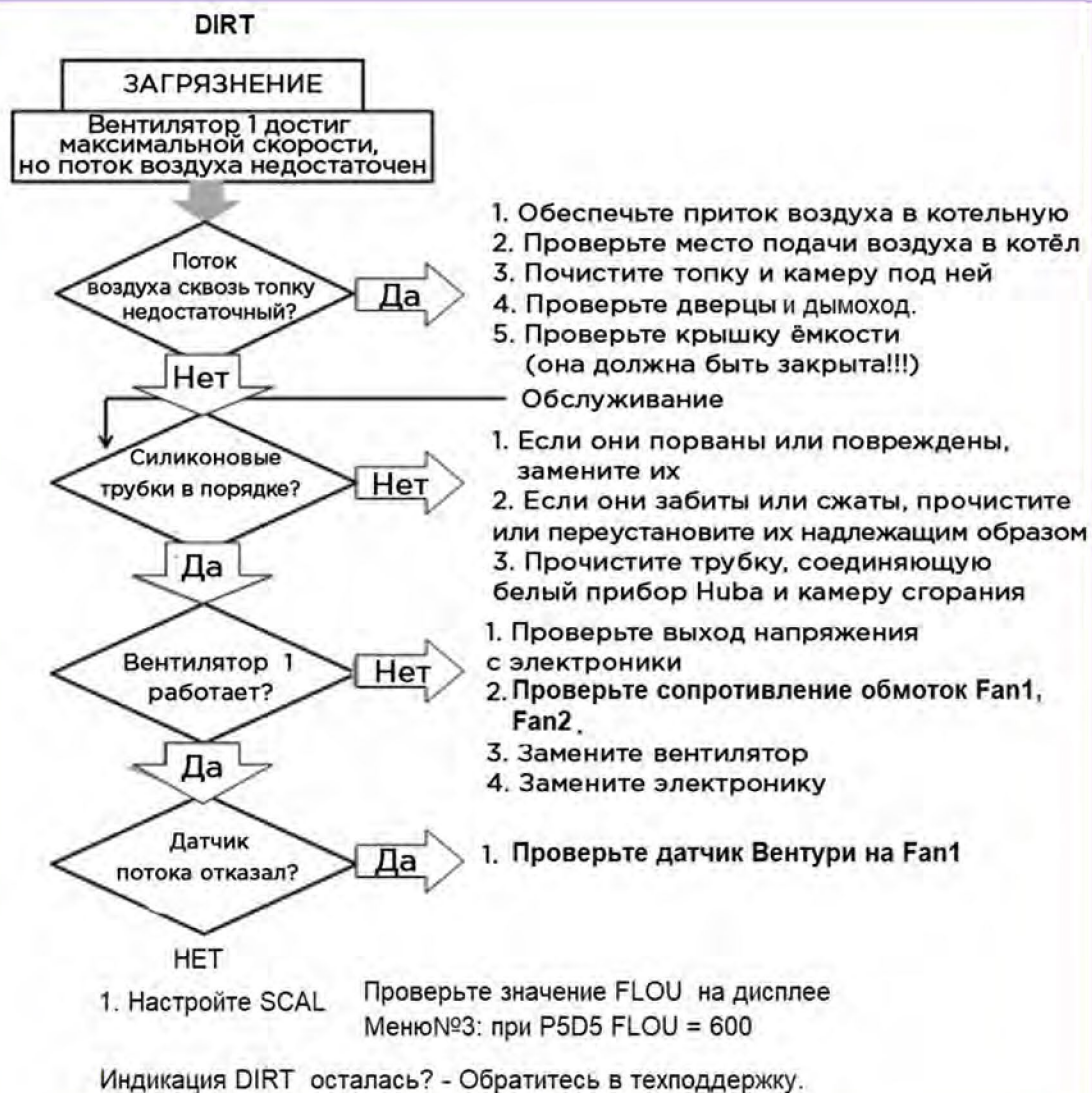 DIRT
ЗАГРЯЗНЕНИЕ
Вентилятор 1 достиг
максимальной скорости,
но поток воздуха недостаточен
Поток
воздуха сквозь топку
недостаточный?
Да
1. Обеспечьте приток воздуха в котельную
2. Проверьте место подачи воздуха в котёл
3. Почистите топку и камеру под ней
4. Проверьте дверцы и дымоход.
5. Проверьте крышку ёмкости
(она должна быть закрыта!!!)
Нет
Обслуживание
Силиконовые
трубки в порядке?
Нет
1. Если они порваны или повреждены,
замените их
2. Если они забиты или сжаты, прочистите
или переустановите их надлежащим образом
3. Прочистите трубку, соединяющую
белый прибор Huba и камеру сгорания
Да
Вентилятор 1
работает?
Нет
1. Проверьте выход напряжения
с электроники
2. Проверьте сопротивление обмоток Fan1,
Fan2.
3. Замените вентилятор
4. Замените электронику
Да
Датчик
потока отказал?
Да
1. Проверьте датчик Вентури на Fan1
НЕТ
1. Настройте SCAL
Проверьте значение FLOU на дисплее
Меню№3: при P5D5 FLOU = 600
Индикация DIRT осталась? - Обратитесь в техподдержку.